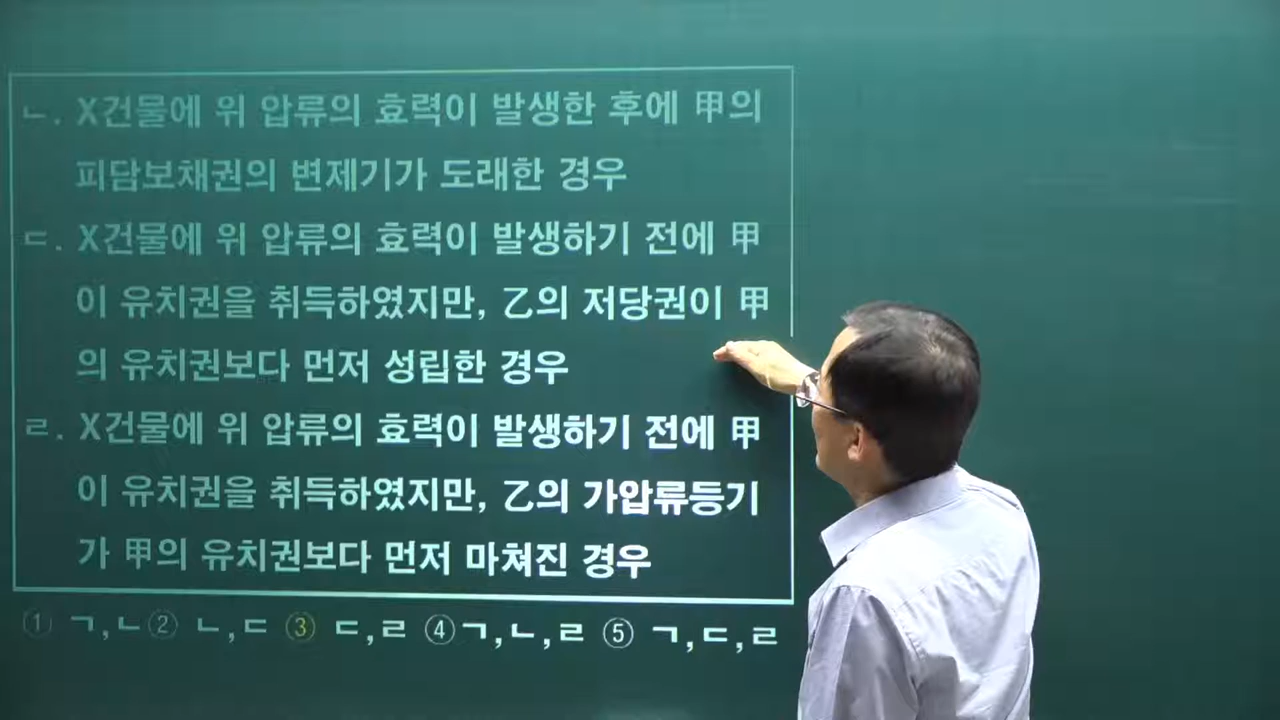 ㄴ. X건물에 위 압류의 효력이 발생한 후에 甲의
피담보채권의 변제기가 도래한 경우
ㄷ. X건물에 위 압류의 효력이 발생하기 전에 甲
이 유치권을 취득하였지만, 乙의 저당권이 甲
의 유치권보다 먼저 성립한 경우
ㄹ. X건물에 위 압류의 효력이 발생하기 전에 甲
이 유치권을 취득하였지만, 乙의 가압류등기
가 甲의 유치권보다 먼저 마쳐진 경우
① ㄱ,ㄴ ② ㄴ,ㄷ ③ ㄷ,ㄹ ④ ㄱ,ㄴ,ㄹ ⑤ ㄱ,ㄷ,ㄹ